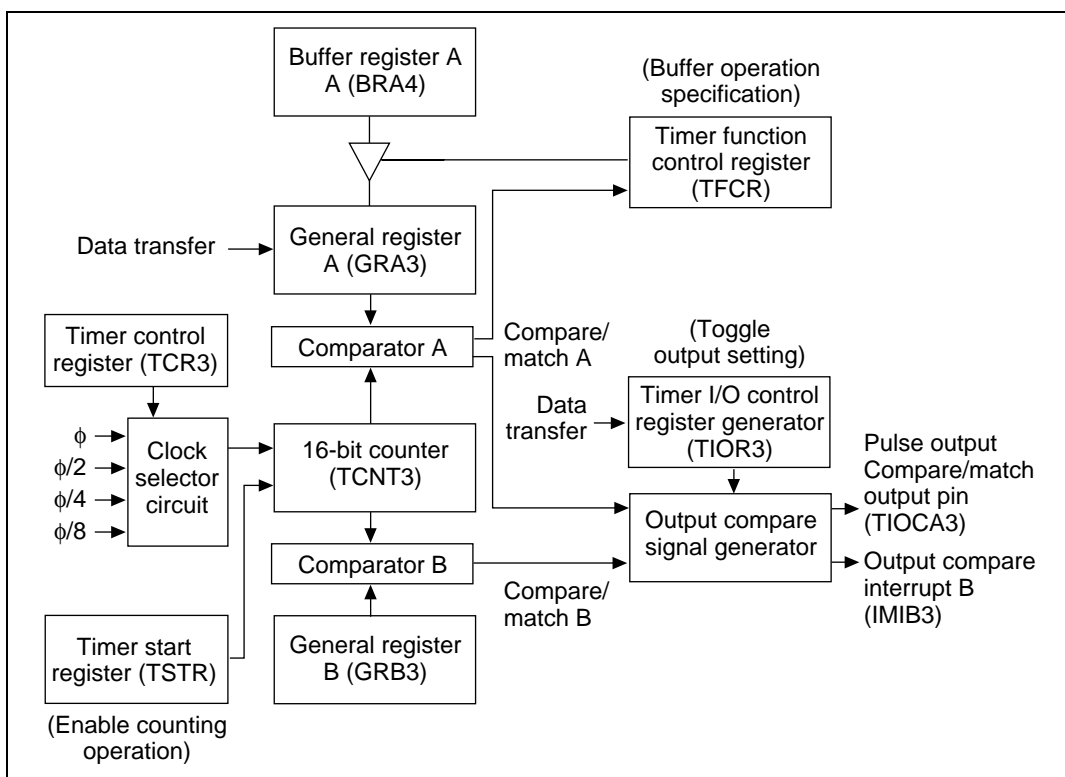 Buffer register A
A (BRA4)
(Buffer operation
specification)
Timer function
control register
(TFCR)
Data transfer
General register
A (GRA3)
Timer control
register (TCR3)
Comparator A
Compare/
match A
(Toggle
output setting)
Data
transfer
Timer I/O control
register generator
(TIOR3)
ϕ
ϕ/2
ϕ/4
ϕ/8
Clock
selector
circuit
16-bit counter
(TCNT3)
Pulse output
Compare/match
output pin
(TIOCA3)
Output compare
signal generator
Comparator B
Compare/
match B
Output compare
interrupt B
(IMIB3)
Timer start
register (TSTR)
General register
B (GRB3)
(Enable counting
operation)